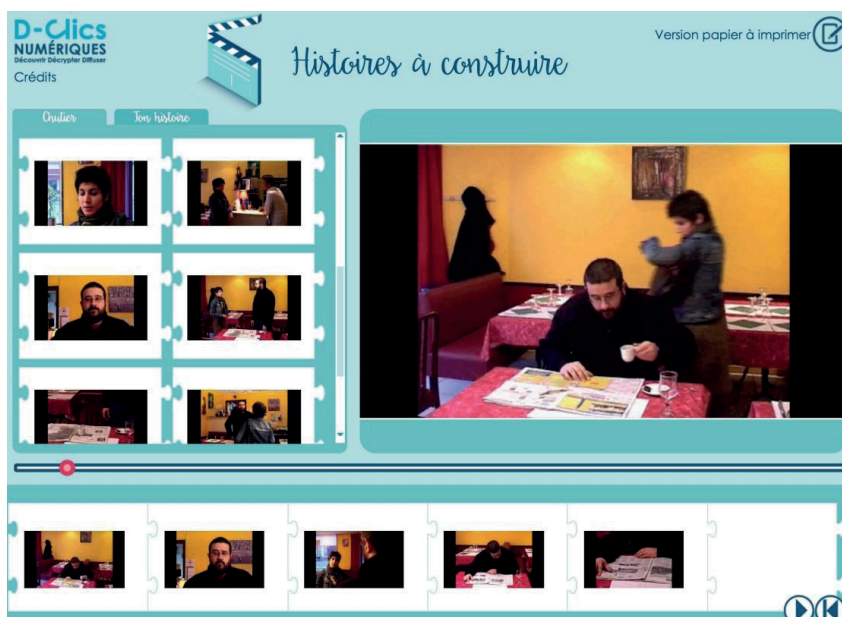 D-Clics
NUMÉRIQUES
Découvrir Décrypter Diffuser
Crédits
Histoires à construire
Version papier à imprimer
Chutier
Ton histoire